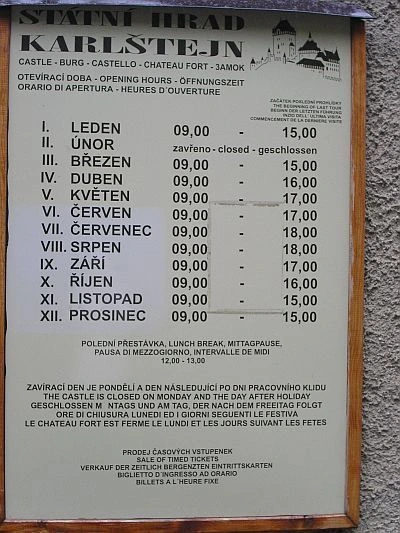 STÁTNÍ HRAD
KARLŠTEJN
CASTLE - BURG - CASTELLO - CHATEAU FORT - ЗАМОК
OTEVÍRACÍ DOBA - OPENING HOURS - ÖFFNUNGSZEIT
ORARIO DI APERTURA - HEURES D´OUVERTURE
ZAČÁTEK POSLEDNÍ PROHLÍDKY
THE BEGINNING OF LAST TOUR
BEGINN DER LETZTEN FÜHRUNG
INIZIO DELL´ ULTIMA VISITA
COMMENCEMENT DE LA DERNIERE VISITE
I. LEDEN 09,00 - 15,00
II. ÚNOR zavřeno - closed - geschlossen
III. BŘEZEN 09,00 - 15,00
IV. DUBEN 09,00 - 16,00
V. KVĚTEN 09,00 - 17,00
VI. ČERVEN 09,00 - 17,00
VII. ČERVENEC 09,00 - 18,00
VIII. SRPEN 09,00 - 18,00
IX. ZÁŘÍ 09,00 - 17,00
X. ŘÍJEN 09,00 - 16,00
XI. LISTOPAD 09,00 - 15,00
XII. PROSINEC 09,00 - 15,00
POLEDNÍ PŘESTÁVKA, LUNCH BREAK, MITTAGPAUSE,
PAUSA DI MEZZOGIORNO, INTERVALLE DE MIDI
12,00 - 13,00
ZAVÍRACÍ DEN JE PONDĚLÍ A DEN NÁSLEDUJÍCÍ PO DNI PRACOVNÍHO KLIDU
THE CASTLE IS CLOSED ON MONDAY AND THE DAY AFTER HOLIDAY
GESCHLOSSEN M NTAGS UND AM TAG, DER NACH DEM FREEITAG FOLGT
ORE DI CHIUSURA LUNEDI ED I GIORNI SEGUENTI LE FESTIVA
LE CHATEAU FORT EST FERME LE LUNDI ET LES JOURS SUIVANT LES FETES
PRODEJ ČASOVÝCH VSTUPENEK
SALE OF TIMED TICKETS
VERKAUF DER ZEITLICH BERGENZTEN EINTRITTSKARTEN
BIGLIETTO D´INGRESSO AD ORARIO
BILLETS A L´HEURE FIXE